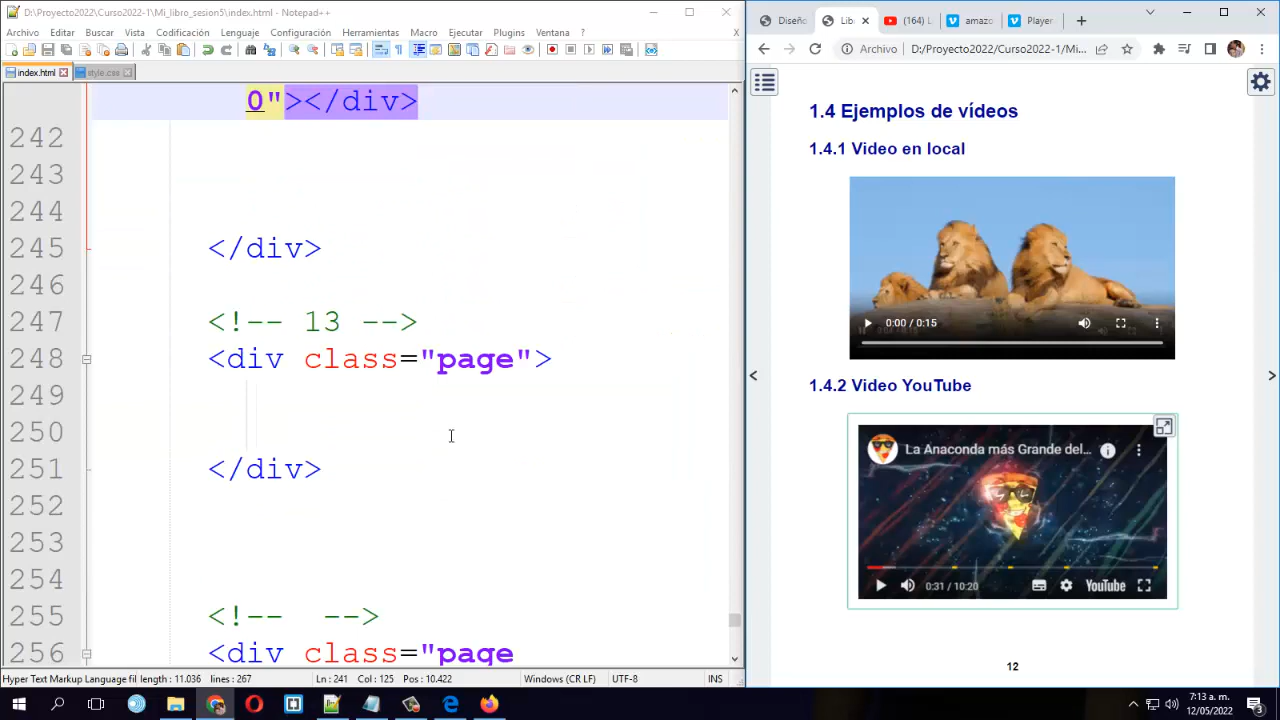 D:\Proyecto2022\Curso2022-1\Mi_libro_sesion5\index.html - Notepad++
Archivo Editar Buscar Vista Codificación Lenguaje Configuración Herramientas Macro Ejecutar Plugins Ventana ?
index.html style.css
0"></div>
242
243
244
245 </div>
246
247 <!-- 13 -->
248 <div class="page">
249
250
251 </div>
252
253
254
255 <!--  -->
256 <div class="page
Hyper Text Markup Language fil length : 11.036 lines : 267 Ln : 241 Col : 125 Pos : 10.422 Windows (CR LF) UTF-8 INS
Diseño Lib (164) amazo Player
Archivo D:/Proyecto2022/Curso2022-1/Mi...
1.4 Ejemplos de vídeos
1.4.1 Video en local
0:00 / 0:15
1.4.2 Video YouTube
La Anaconda más Grande del...
0:31 / 10:20 YouTube
12
7:13 a. m.
12/05/2022
3